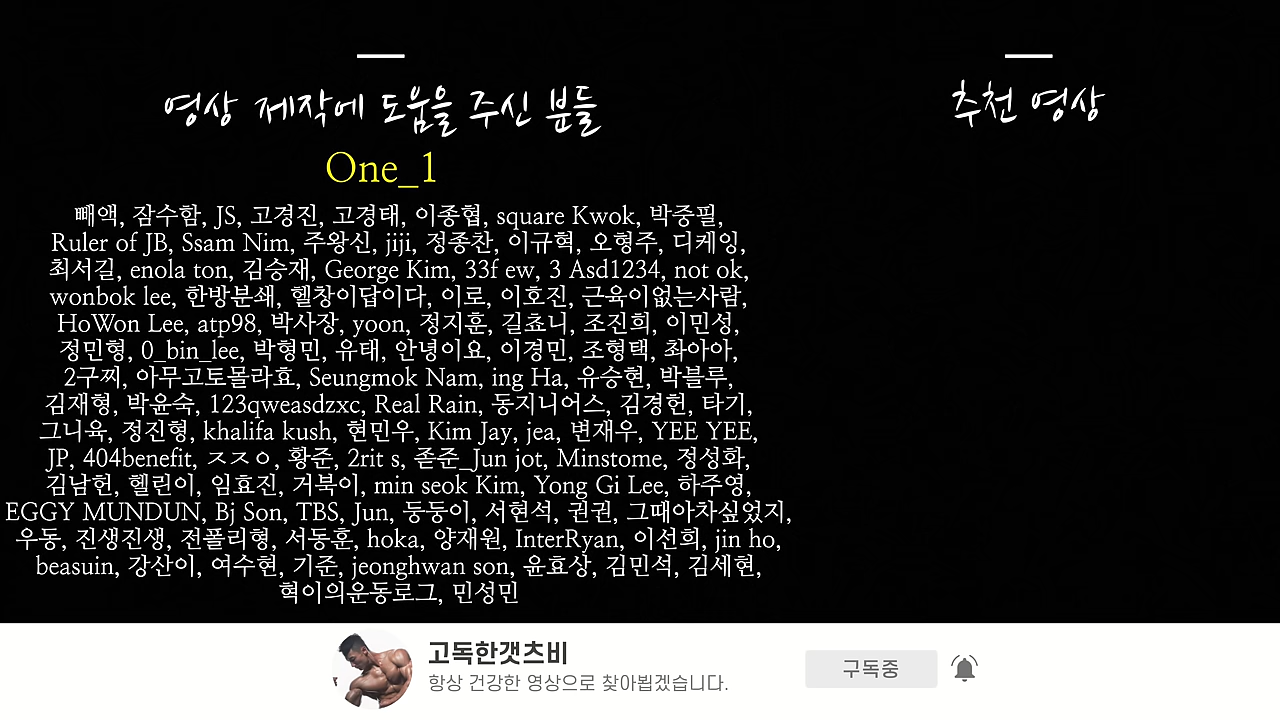 영상 제작에 도움을 주신 분들
추천 영상
One_1
빼액, 잠수함, JS, 고경진, 고경태, 이종협, square Kwok, 박중필,
Ruler of JB, Ssam Nim, 주왕신, jiji, 정종찬, 이규혁, 오형주, 디케잉,
최서길, enola ton, 김승재, George Kim, 33f ew, 3 Asd1234, not ok,
wonbok lee, 한방분쇄, 헬창이답이다, 이로, 이호진, 근육이없는사람,
HoWon Lee, atp98, 박사장, yoon, 정지훈, 길쵸니, 조진희, 이민성,
정민형, 0_bin_lee, 박형민, 유태, 안녕이요, 이경민, 조형택, 촤아아,
2구찌, 아무고토몰라효, Seungmok Nam, ing Ha, 유승현, 박블루,
김재형, 박윤숙, 123qweasdzxc, Real Rain, 동지니어스, 김경헌, 타기,
그니육, 정진형, khalifa kush, 현민우, Kim Jay, jea, 변재우, YEE YEE,
JP, 404benefit, ㅈㅈㅇ, 황준, 2rit s, 죤준_Jun jot, Minstome, 정성화,
김남헌, 헬린이, 임효진, 거북이, min seok Kim, Yong Gi Lee, 하주영,
EGGY MUNDUN, Bj Son, TBS, Jun, 둥둥이, 서현석, 권권, 그때아차싶었지,
우동, 진생진생, 전폴리형, 서동훈, hoka, 양재원, InterRyan, 이선희, jin ho,
beasuin, 강산이, 여수현, 기준, jeonghwan son, 윤효상, 김민석, 김세현,
혁이의운동로그, 민성민
고독한갯츠비
항상 건강한 영상으로 찾아뵙겠습니다.
구독중